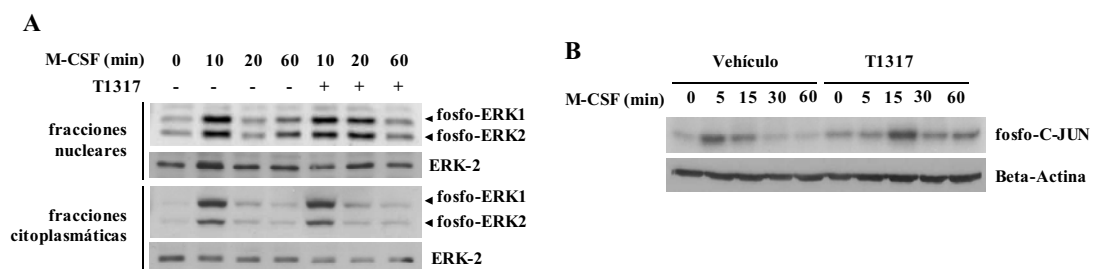 A
M-CSF (min) 0 10 20 60 10 20 60
T1317 - - - - + + +
fracciones
nucleares
fosfo-ERK1
fosfo-ERK2
ERK-2
fracciones
citoplasmáticas
fosfo-ERK1
fosfo-ERK2
ERK-2
B
Vehículo T1317
M-CSF (min) 0 5 15 30 60 0 5 15 30 60
fosfo-C-JUN
Beta-Actina